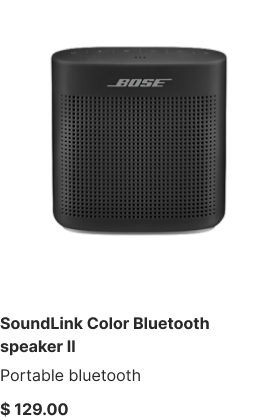 BOSE
SoundLink Color Bluetooth
speaker II
Portable bluetooth
$ 129.00